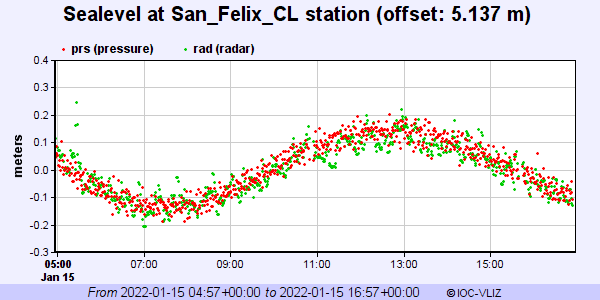 Sealevel at San_Felix_CL station (offset: 5.137 m)
prs (pressure) rad (radar)
0.4
0.3
0.2
0.1
0.0
-0.1
-0.2
-0.3
meters
05:00 07:00 09:00 11:00 13:00 15:00
Jan 15
From 2022-01-15 04:57+00:00 to 2022-01-15 16:57+00:00 © IOC-VLIZ